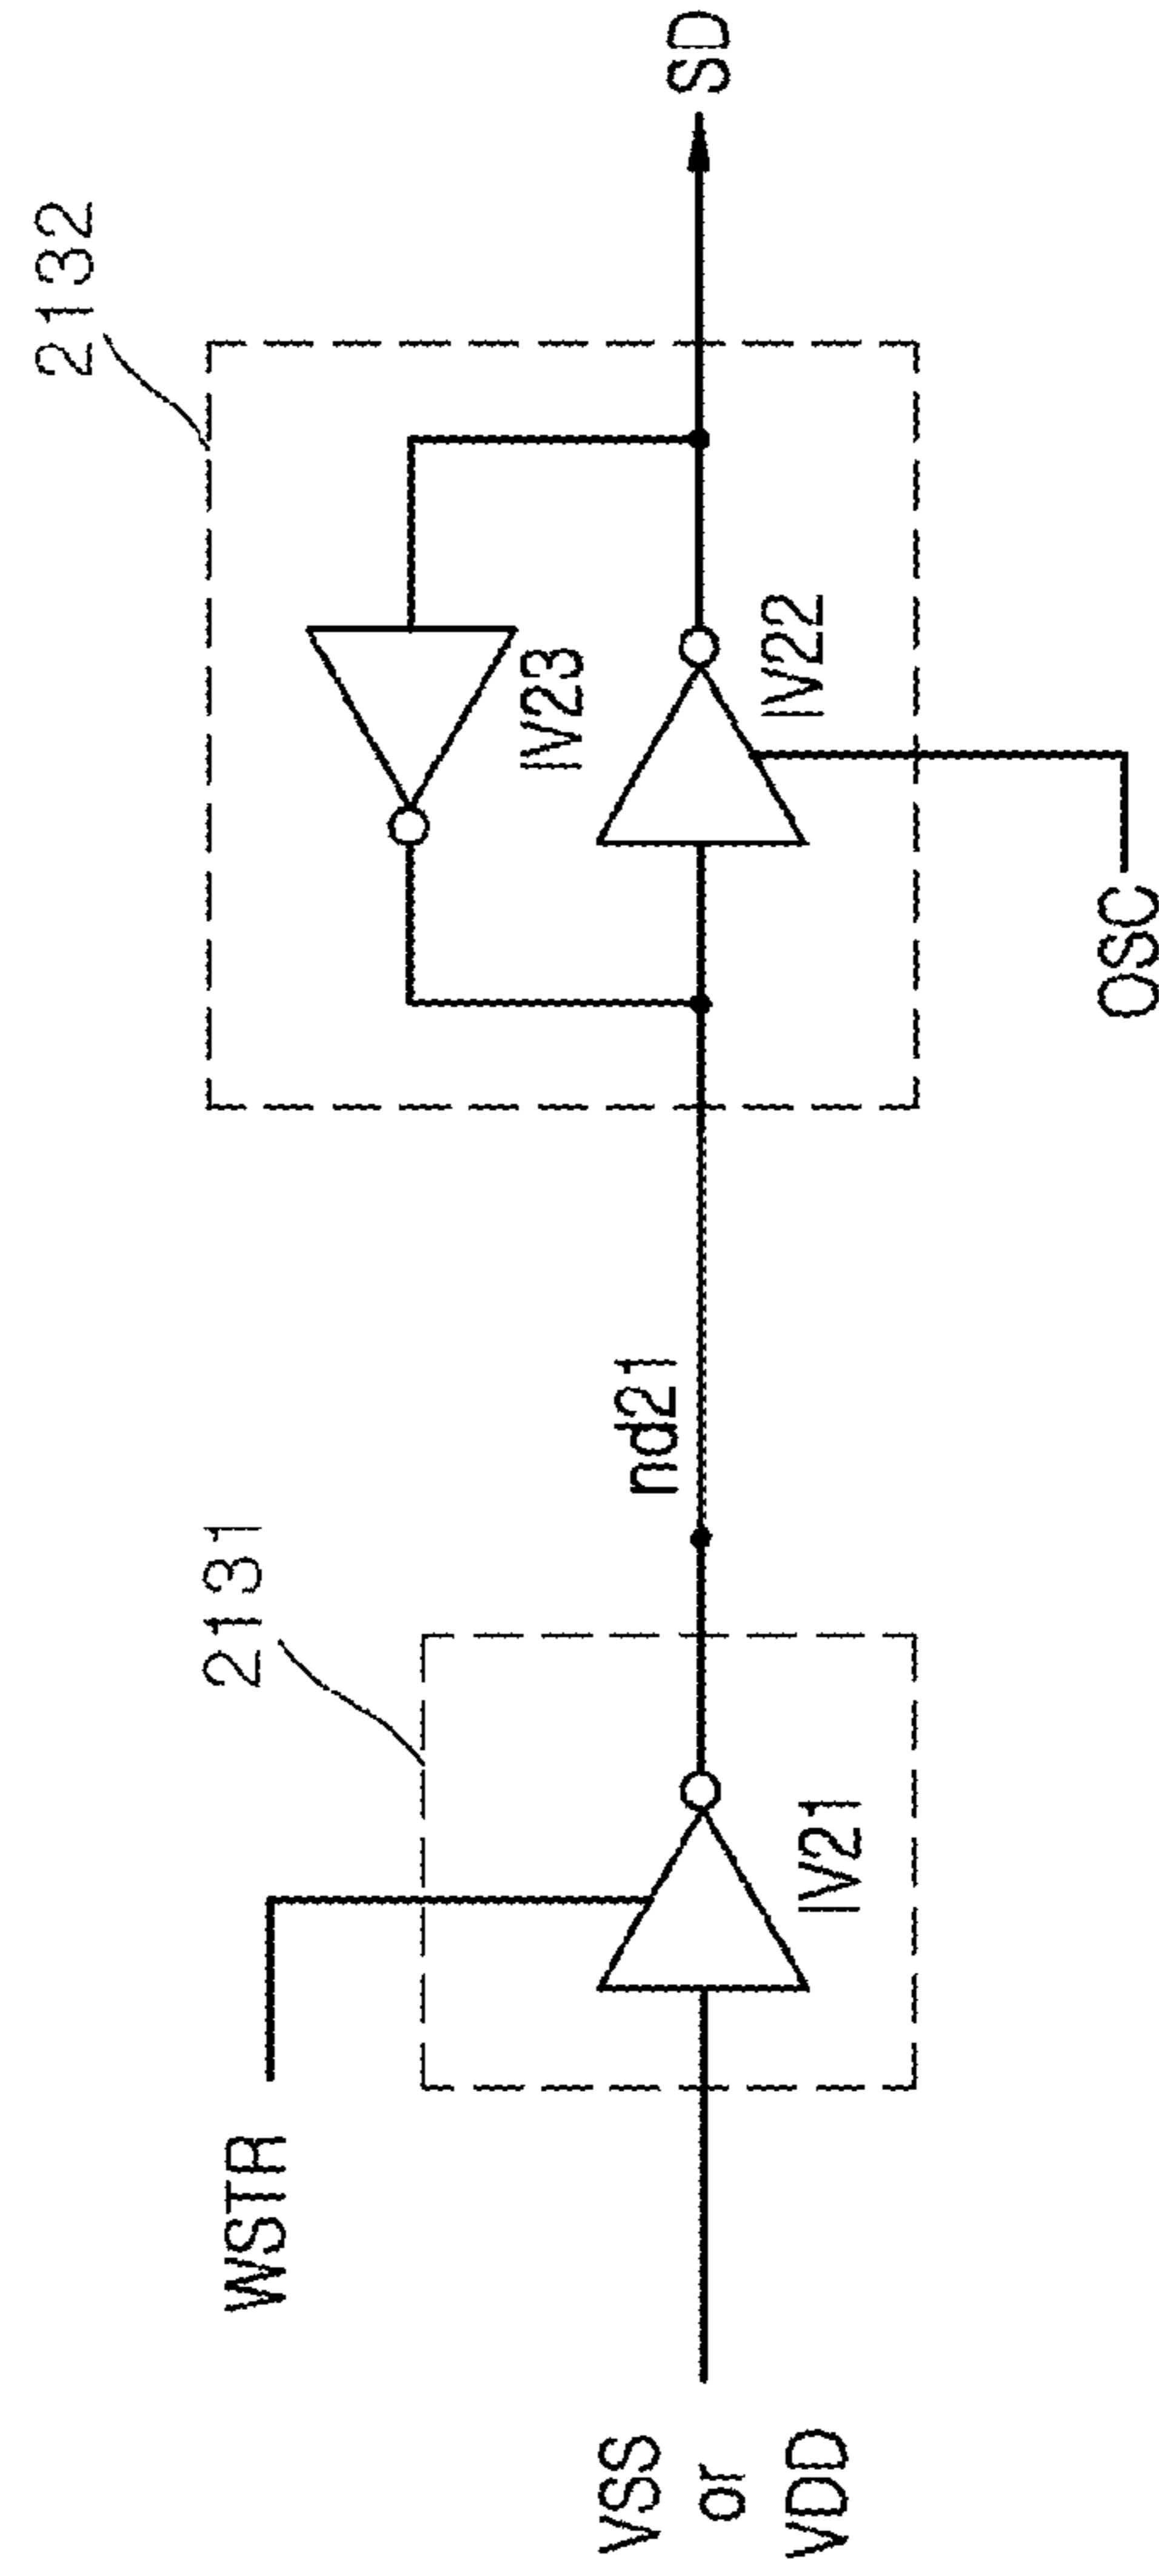 WSTR
VSS
or
VDD
2131
IV21
nd21
2132
IV23
IV22
OSC
SD